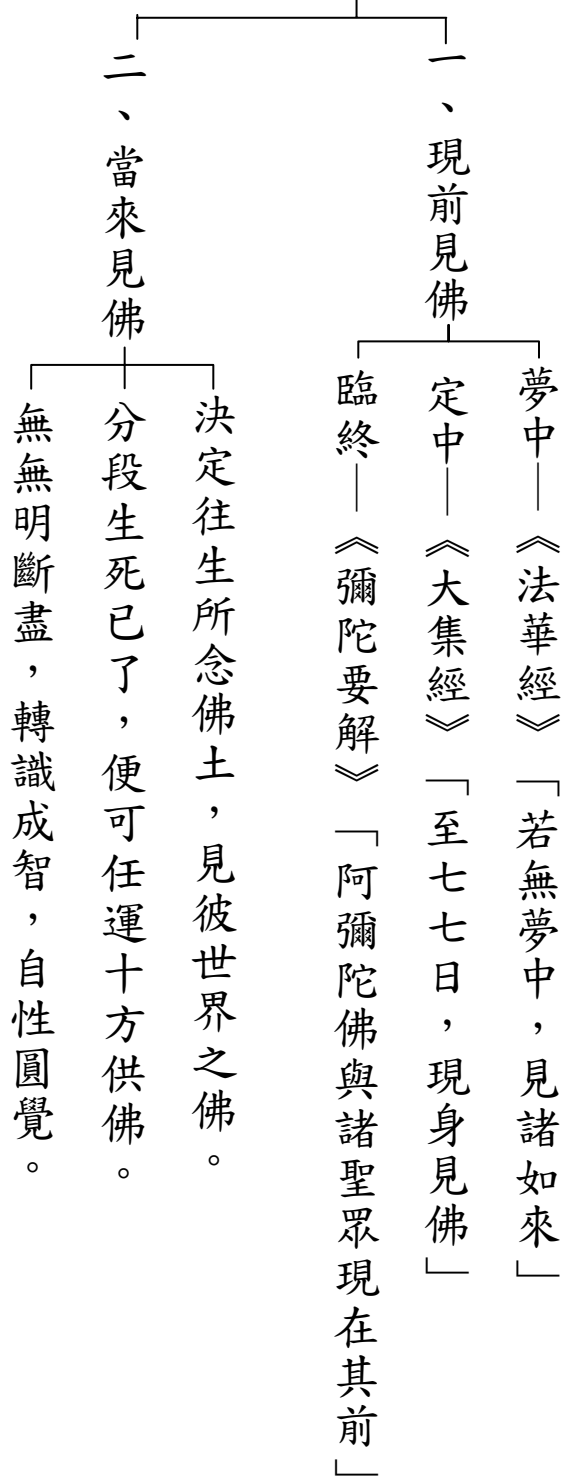 一、現前見佛
夢中——《法華經》「若無夢中，見諸如來」
定中——《大集經》「至七七日，現身見佛」
臨終——《彌陀要解》「阿彌陀佛與諸聖眾現在其前」
二、當來見佛
決定往生所念佛土，見彼世界之佛。
分段生死已了，便可任運十方供佛。
無無明斷盡，轉識成智，自性圓覺。